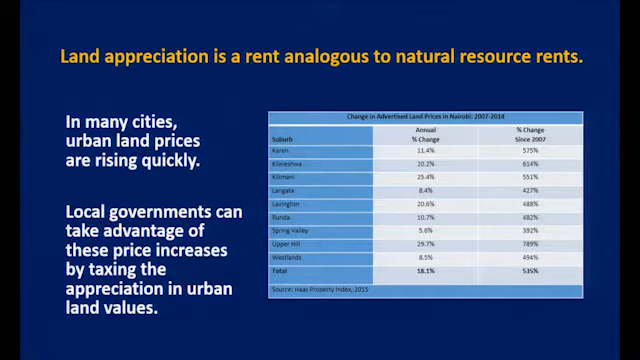 Land appreciation is a rent analogous to natural resource rents.
In many cities,
urban land prices
are rising quickly.
Local governments can
take advantage of
these price increases
by taxing the
appreciation in urban
land values.
Change in Advertised Land Prices in Nairobi: 2007-2014
Suburb Annual % Change % Change Since 2007
Karen 11.4% 575%
Kileleshwa 20.2% 614%
Kilimani 25.4% 551%
Langata 8.4% 427%
Lavington 20.6% 488%
Runda 10.7% 482%
Spring Valley 5.6% 392%
Upper Hill 29.7% 789%
Westlands 8.5% 494%
Total 18.1% 535%
Source: Haas Property Index, 2015